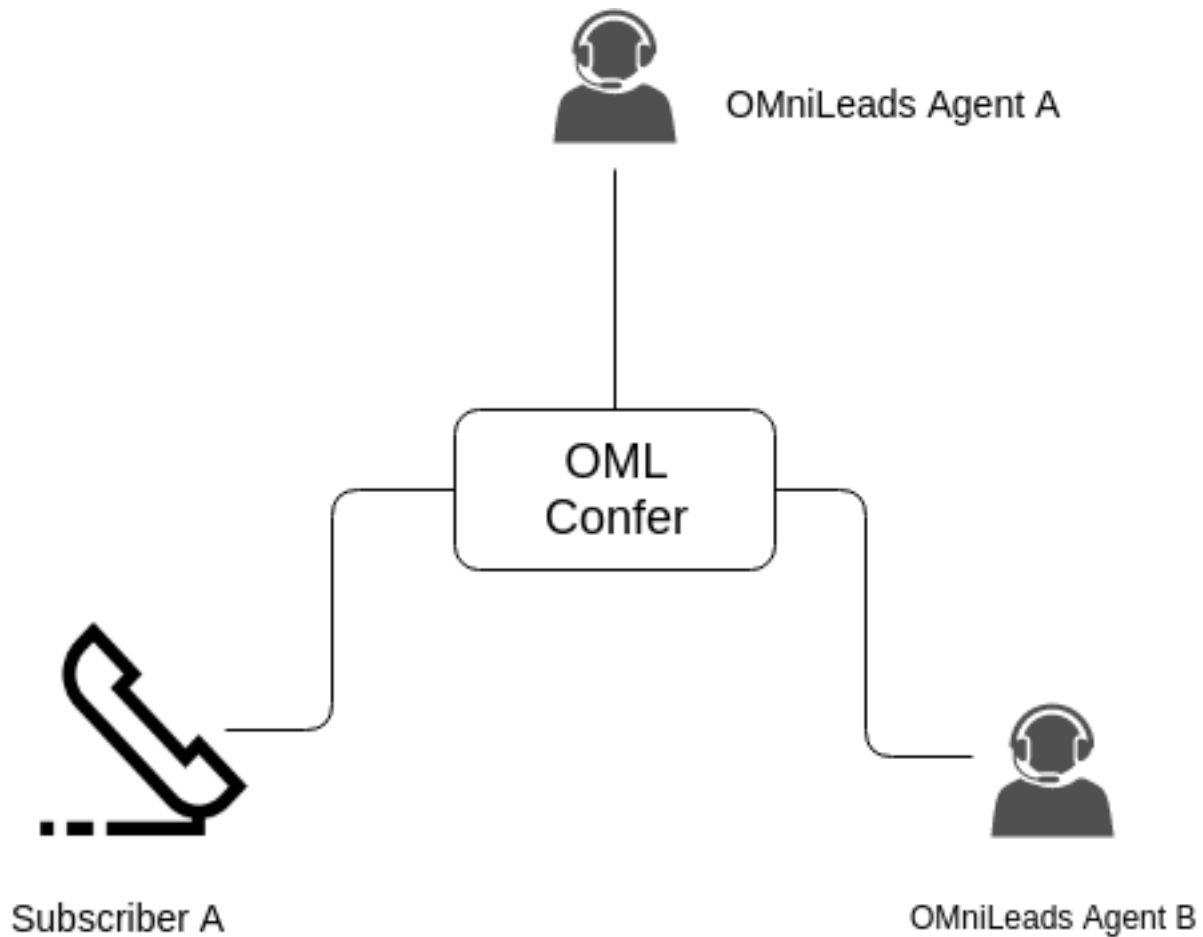 OMniLeads Agent A
OML
Confer
Subscriber A
OMniLeads Agent B